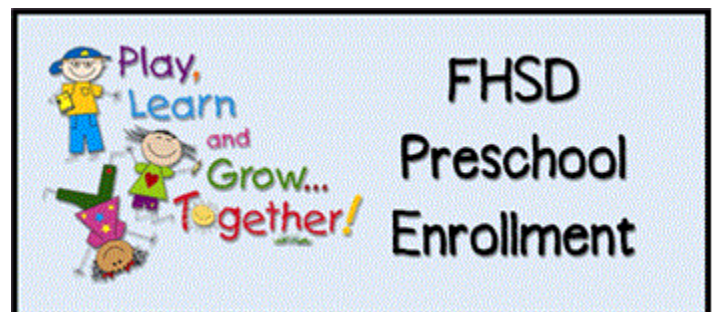 Play,
Learn
and
Grow...
Together!
FHSD
Preschool
Enrollment